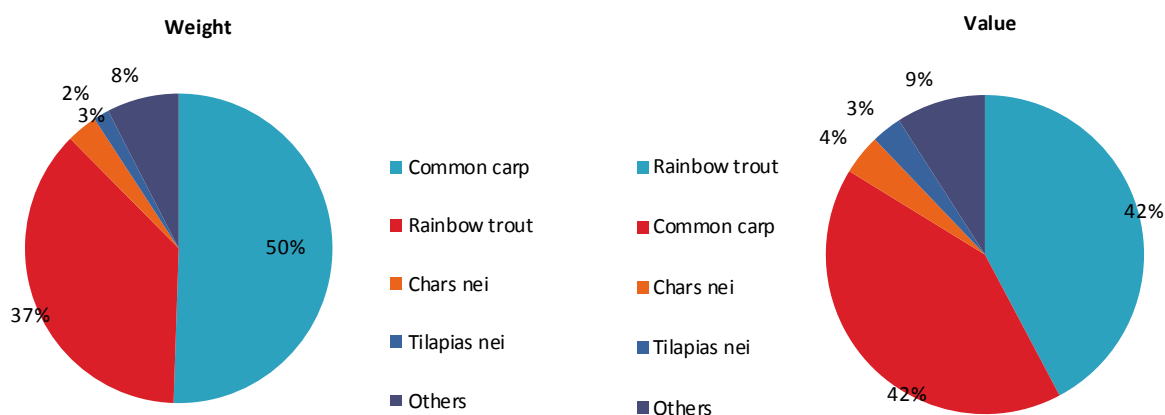 Weight
8%
2%
3%
50%
37%
Common carp
Rainbow trout
Chars nei
Tilapias nei
Others
Value
9%
3%
4%
42%
42%
Rainbow trout
Common carp
Chars nei
Tilapias nei
Others